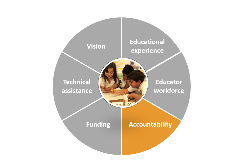 Vision
Educational
experience
Technical
assistance
Educator
workforce
Funding
Accountability